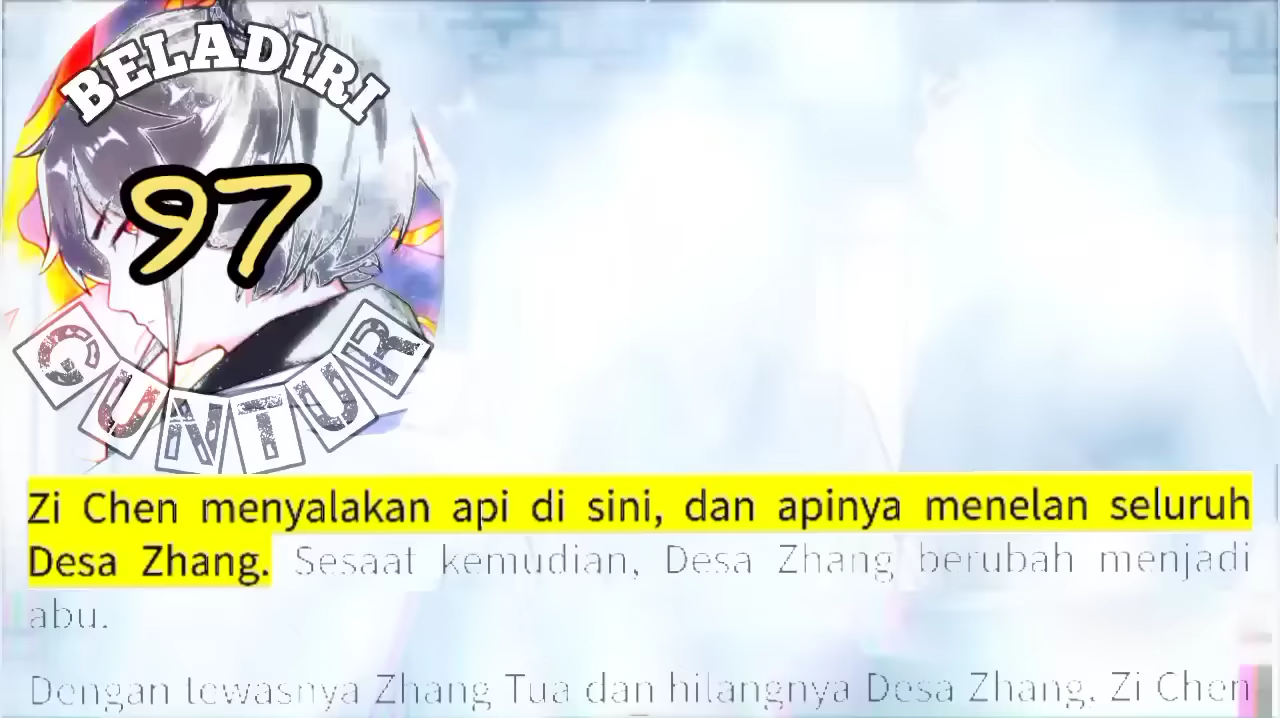 BELADIRI
97
GUNTUR
Zi Chen menyalakan api di sini, dan apinya menelan seluruh
Desa Zhang. Sesaat kemudian, Desa Zhang berubah menjadi
abu.
Dengan tewasnya Zhang Tua dan hilangnya Desa Zhang, Zi Chen